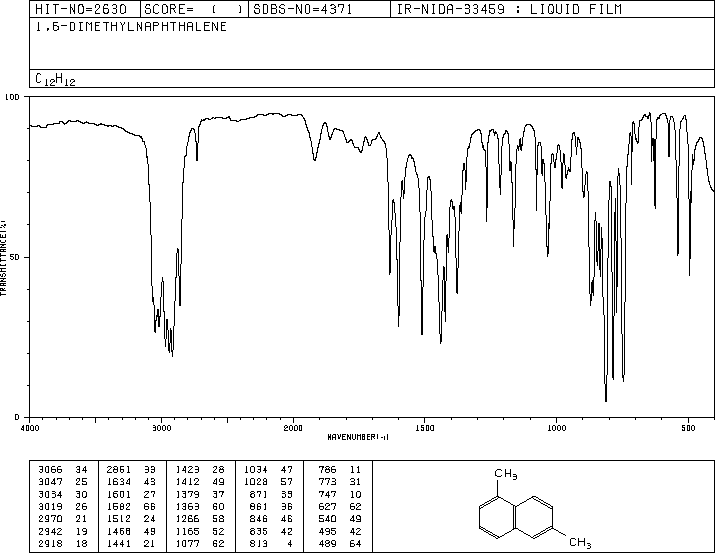 HIT-NO=2630 SCORE= ( ) SDBS-NO=4371 IR-NIDA-33459 : LIQUID FILM
1,6-DIMETHYLNAPHTHALENE
C12H12
100
50
0
TRANSMITTANCE(%)
4000 3000 2000 1500 1000 500
WAVENUMBER(-1)
3066 34 2861 33 1423 28 1034 47 786 11
3047 25 1634 43 1412 49 1028 57 773 31
3034 30 1601 27 1379 37 871 33 747 10
3019 26 1582 66 1363 60 861 36 627 62
2970 21 1512 24 1266 58 846 46 540 49
2942 19 1468 49 1165 52 835 42 495 42
2918 18 1441 21 1077 62 813 4 489 64
CH3
CH3